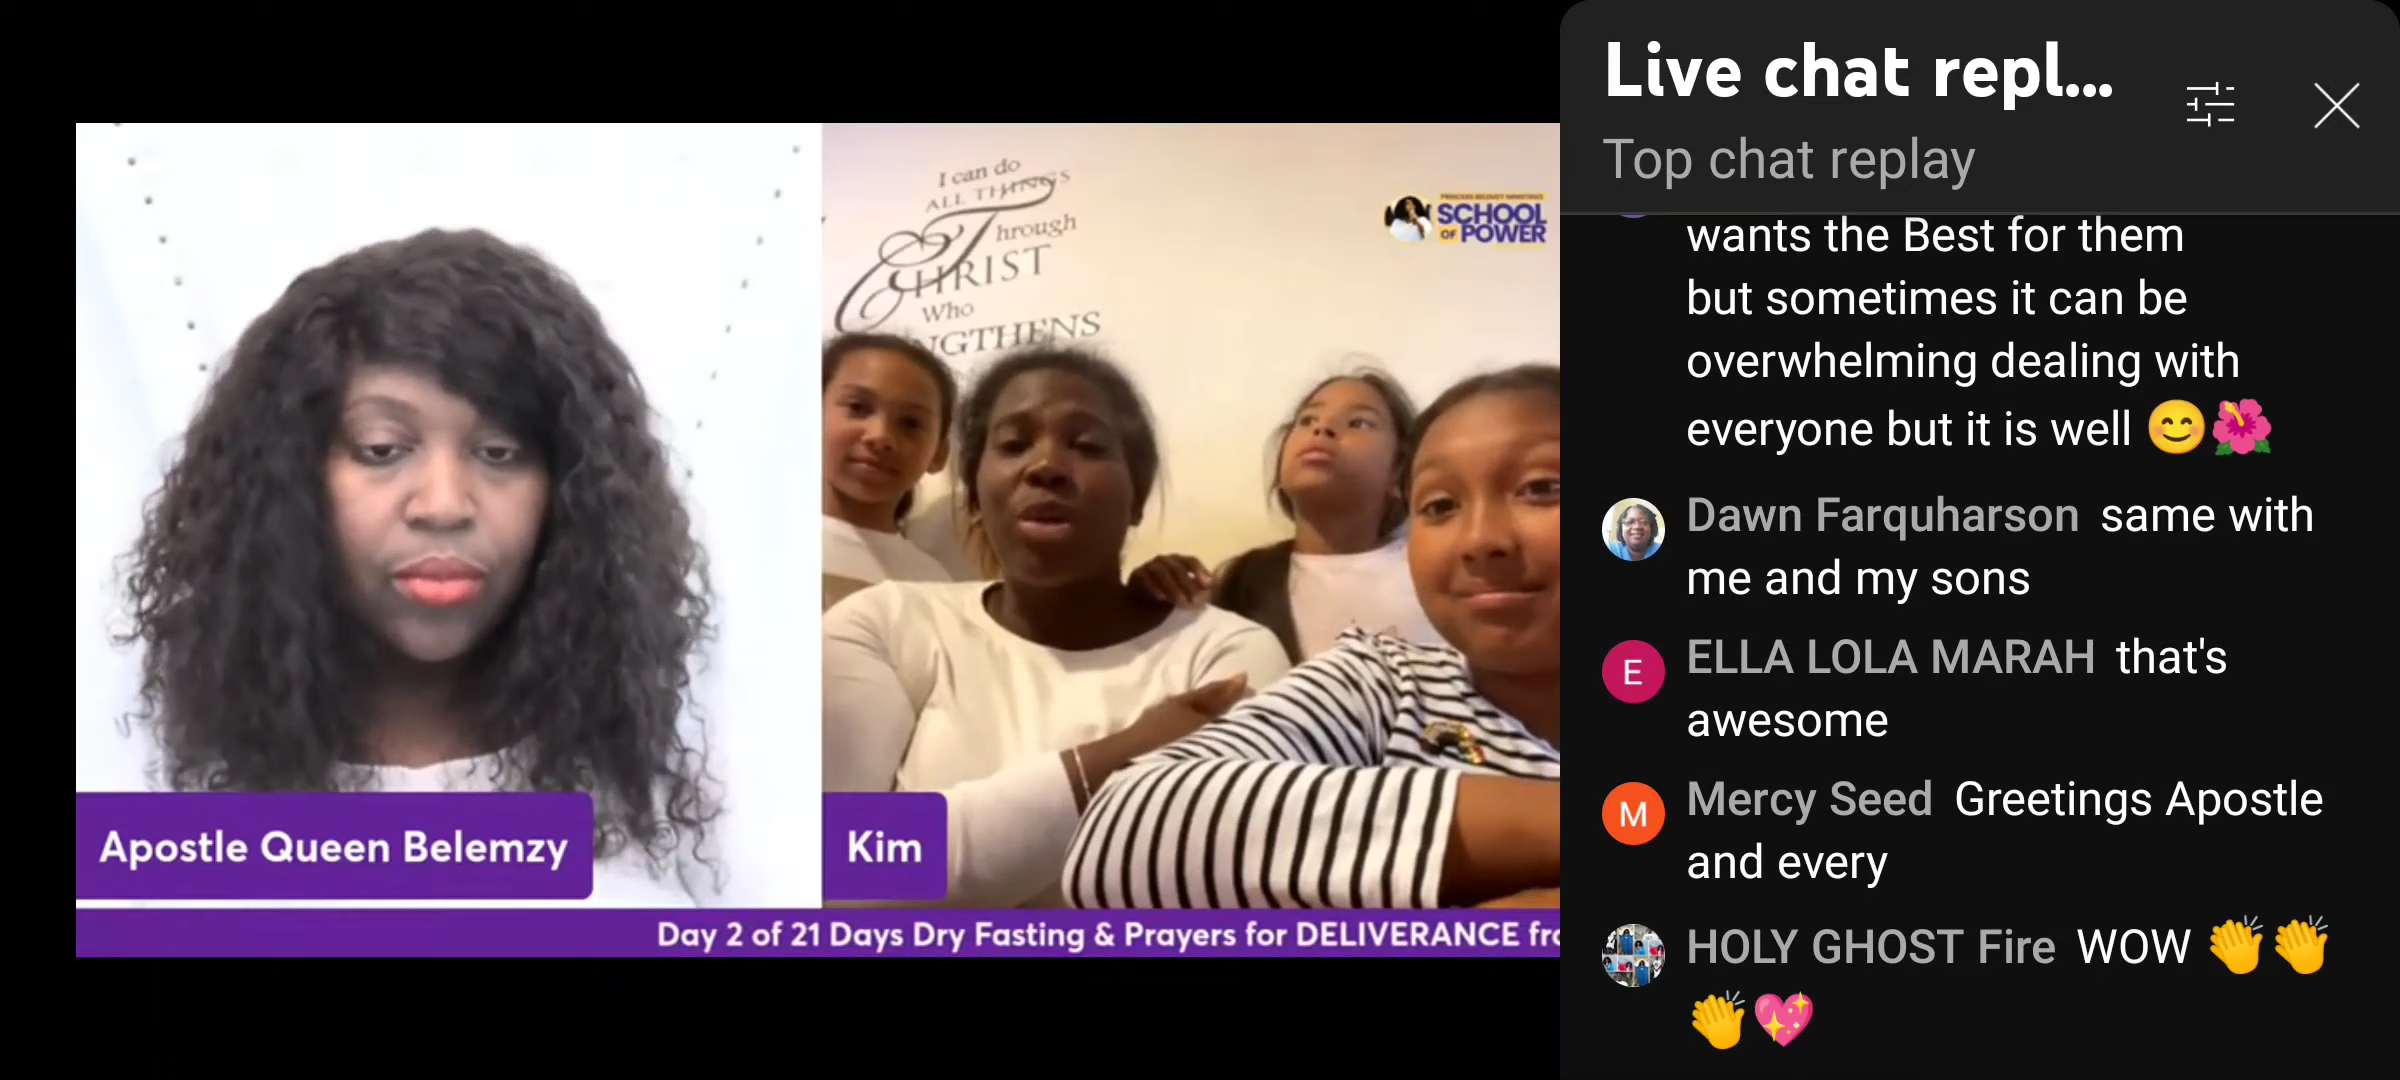 I can do
ALL THINGS
Through
CHRIST
Who
NGTHENS
SCHOOL
OF POWER
Apostle Queen Belemzy
Kim
Day 2 of 21 Days Dry Fasting & Prayers for DELIVERANCE fro
Live chat repl...
Top chat replay
wants the Best for them
but sometimes it can be
overwhelming dealing with
everyone but it is well 😊🌺
Dawn Farquharson same with
me and my sons
E
ELLA LOLA MARAH that's
awesome
M
Mercy Seed Greetings Apostle
and every
HOLY GHOST Fire WOW 👏👏
👏💖